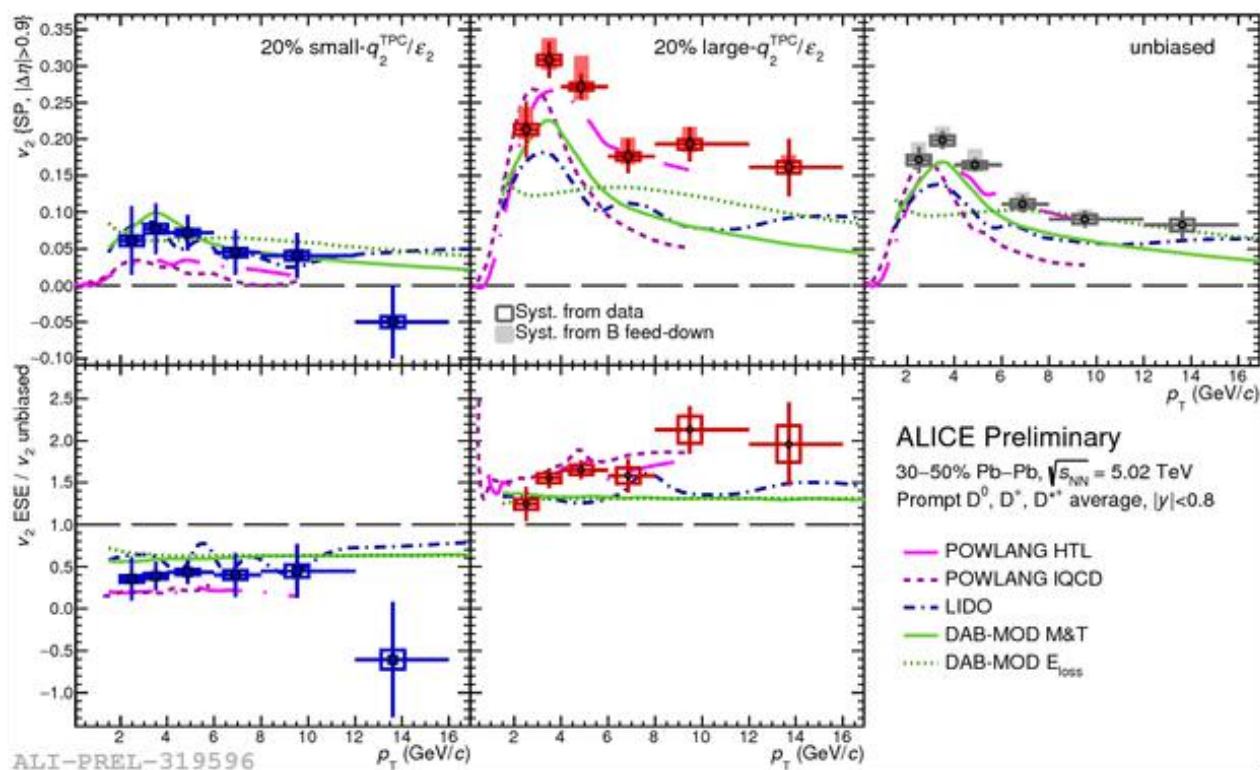 20% small-q₂ᵀᴾᶜ/ε₂
20% large-q₂ᵀᴾᶜ/ε₂
unbiased
v₂ {SP, |Δη|>0.9}
0.35
0.30
0.25
0.20
0.15
0.10
0.05
0.00
−0.05
−0.10
Syst. from data
Syst. from B feed-down
2 4 6 8 10 12 14 16
p_T (GeV/c)
v₂ ESE / v₂ unbiased
2.5
2.0
1.5
1.0
0.5
0.0
−0.5
−1.0
ALICE Preliminary
30−50% Pb−Pb, √s_NN = 5.02 TeV
Prompt D⁰, D⁺, D*⁺ average, |y|<0.8
POWLANG HTL
POWLANG lQCD
LIDO
DAB-MOD M&T
DAB-MOD E_loss
2 4 6 8 10 12 14 16
p_T (GeV/c)
2 4 6 8 10 12 14 16
p_T (GeV/c)
ALI-PREL-319596